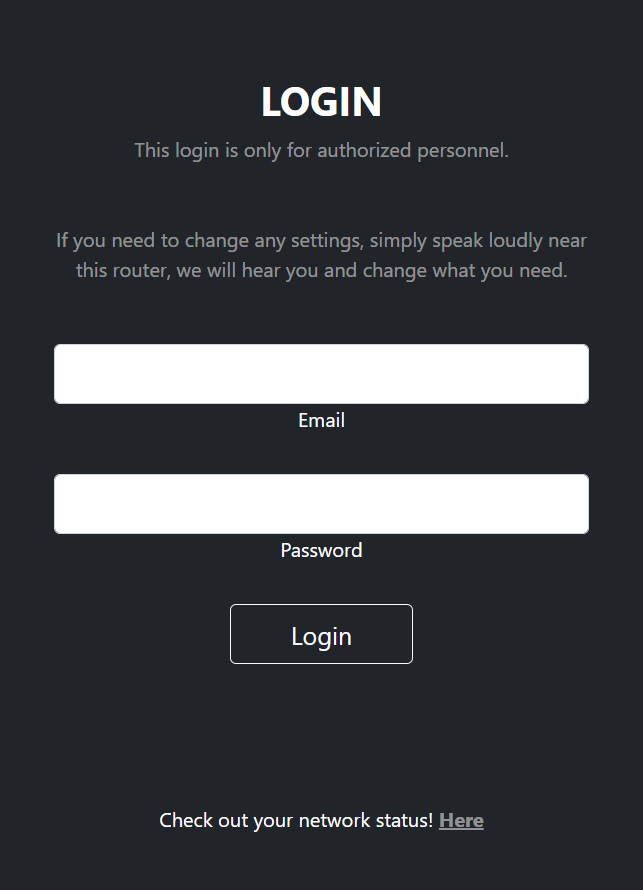 LOGIN
This login is only for authorized personnel.
If you need to change any settings, simply speak loudly near
this router, we will hear you and change what you need.
Email
Password
Login
Check out your network status! Here